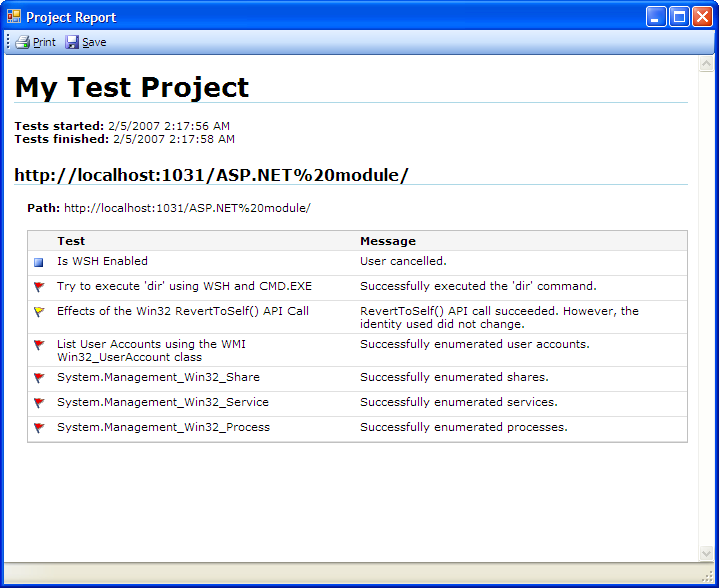 Project Report
Print Save
My Test Project
Tests started: 2/5/2007 2:17:56 AM
Tests finished: 2/5/2007 2:17:58 AM
http://localhost:1031/ASP.NET%20module/
Path: http://localhost:1031/ASP.NET%20module/
Test Message
Is WSH Enabled User cancelled.
Try to execute 'dir' using WSH and CMD.EXE Successfully executed the 'dir' command.
Effects of the Win32 RevertToSelf() API Call RevertToSelf() API call succeeded. However, the
identity used did not change.
List User Accounts using the WMI Successfully enumerated user accounts.
Win32_UserAccount class
System.Management_Win32_Share Successfully enumerated shares.
System.Management_Win32_Service Successfully enumerated services.
System.Management_Win32_Process Successfully enumerated processes.